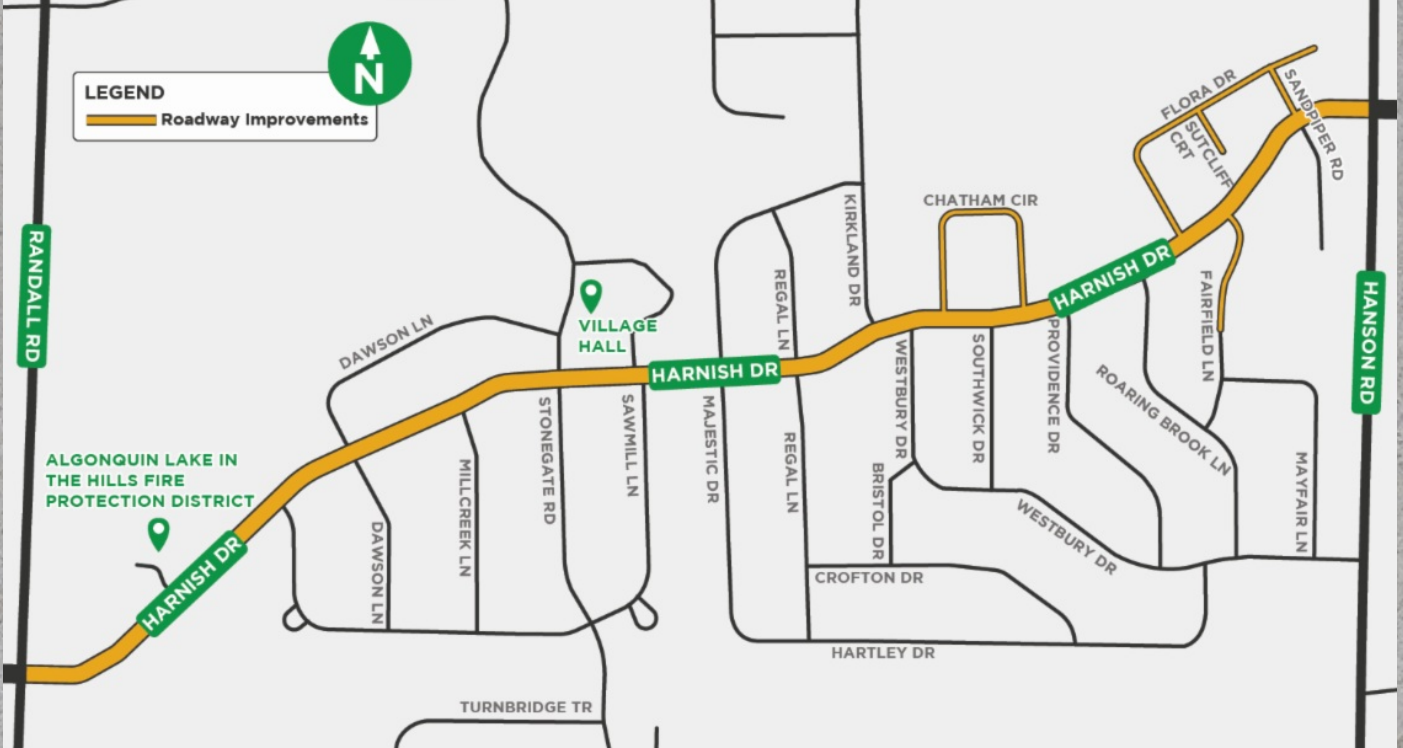 N
LEGEND
Roadway Improvements
FLORA DR
SANDPIPER RD
SUTCLIFF
CRT
CHATHAM CIR
KIRKLAND DR
RANDALL RD
HARNISH DR
REGAL LN
FAIRFIELD LN
HANSON RD
VILLAGE
HALL
DAWSON LN
HARNISH DR
PROVIDENCE DR
SOUTHWICK DR
WESTBURY DR
ROARING BROOK LN
STONEGATE RD
SAWMILL LN
MAJESTIC DR
REGAL LN
ALGONQUIN LAKE IN
THE HILLS FIRE
PROTECTION DISTRICT
MILLCREEK LN
BRISTOL DR
MAYFAIR LN
DAWSON LN
WESTBURY DR
HARNISH DR
CROFTON DR
HARTLEY DR
TURNBRIDGE TR